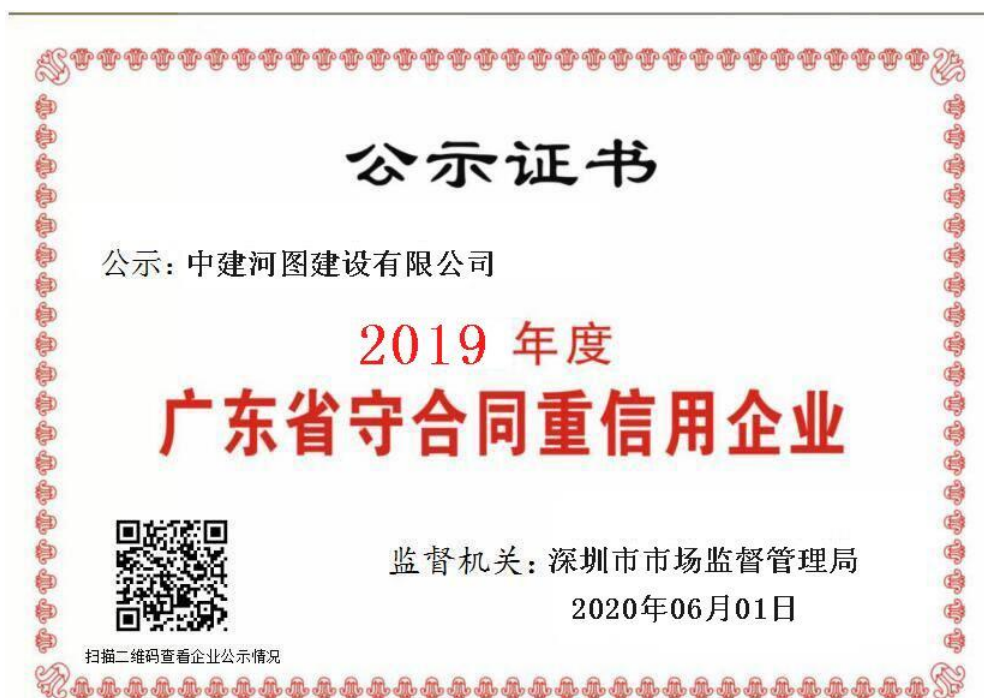 公示证书
公示：中建河图建设有限公司
2019 年度
广东省守合同重信用企业
监督机关：深圳市市场监督管理局
2020年06月01日
扫描二维码查看企业公示情况